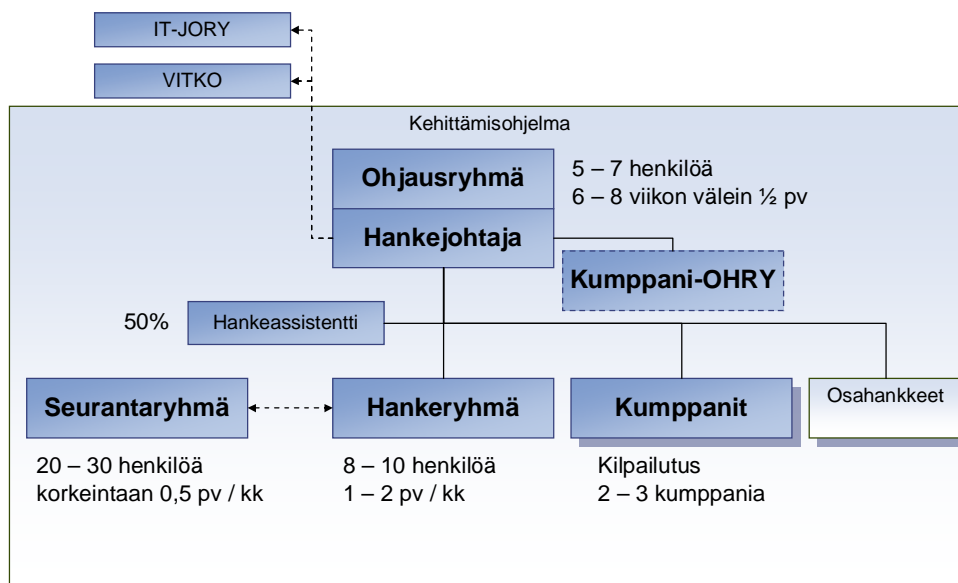 IT-JORY
VITKO
Kehittämisohjelma
Ohjausryhmä
5 – 7 henkilöä
6 – 8 viikon välein ½ pv
Hankejohtaja
Kumppani-OHRY
50%
Hankeassistentti
Seurantaryhmä
Hankeryhmä
Kumppanit
Osahankkeet
20 – 30 henkilöä
korkeintaan 0,5 pv / kk
8 – 10 henkilöä
1 – 2 pv / kk
Kilpailutus
2 – 3 kumppania